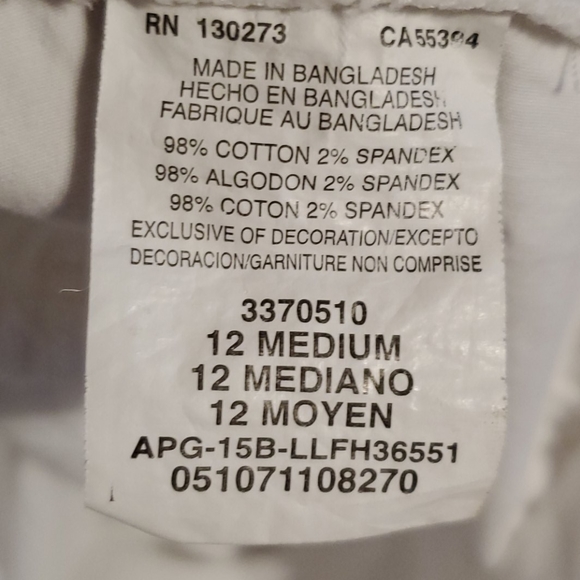 RN 130273 CA55394
MADE IN BANGLADESH
HECHO EN BANGLADESH
FABRIQUE AU BANGLADESH
98% COTTON 2% SPANDEX
98% ALGODON 2% SPANDEX
98% COTON 2% SPANDEX
EXCLUSIVE OF DECORATION/EXCEPTO
DECORACION/GARNITURE NON COMPRISE
3370510
12 MEDIUM
12 MEDIANO
12 MOYEN
APG-15B-LLFH36551
051071108270